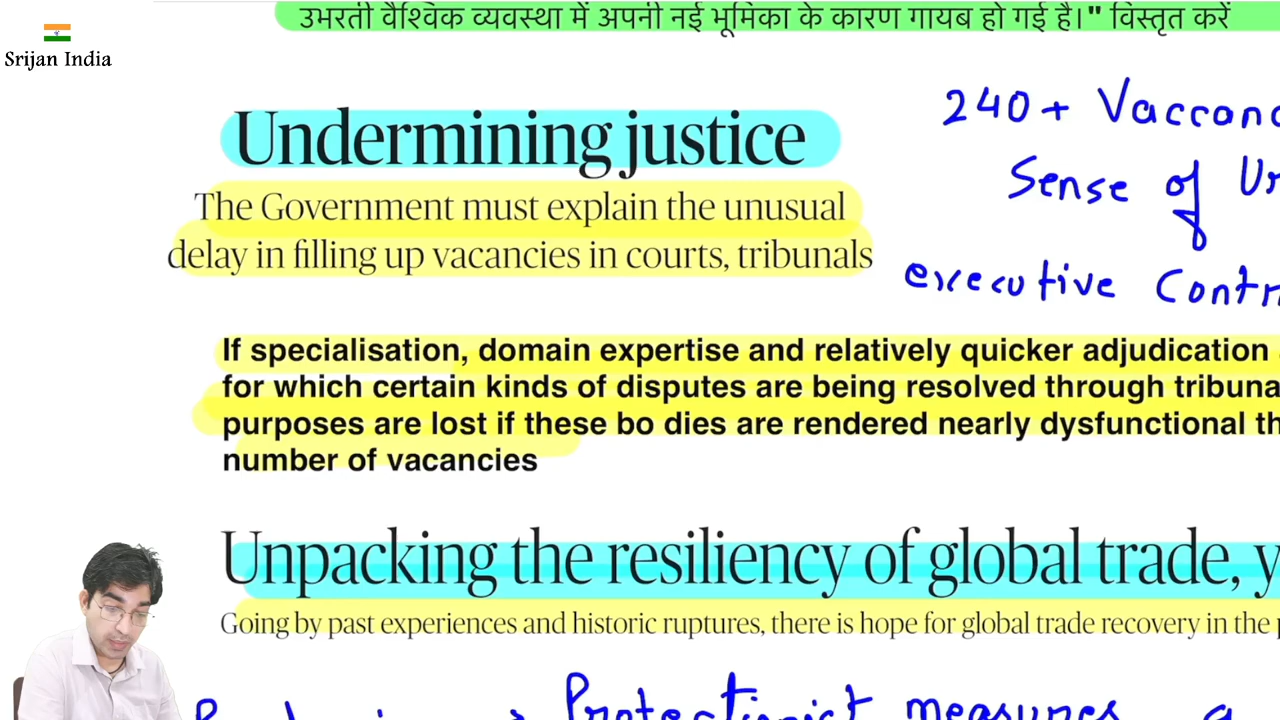 उभरती वैश्विक व्यवस्था में अपनी नई भूमिका के कारण गायब हो गई है।" विस्तृत करें
Srijan India
Undermining justice
The Government must explain the unusual
delay in filling up vacancies in courts, tribunals
240+ Vaccanc
Sense of Ur
executive Contr
If specialisation, domain expertise and relatively quicker adjudication
for which certain kinds of disputes are being resolved through tribuna
purposes are lost if these bo dies are rendered nearly dysfunctional th
number of vacancies
Unpacking the resiliency of global trade, y
Going by past experiences and historic ruptures, there is hope for global trade recovery in the p
Protectionist measures